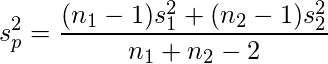 s_p^2 = \frac{(n_1 - 1)s_1^2 + (n_2 - 1)s_2^2}{n_1 + n_2 - 2}